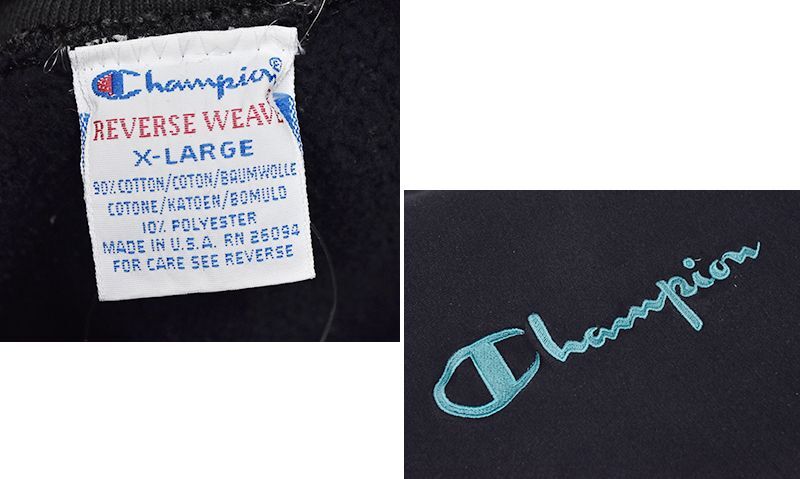 Champion®
REVERSE WEAVE
X-LARGE
90% COTTON/COTON/BAUMWOLLE
COTONE/KATOEN/BOMULD
10% POLYESTER
MADE IN U.S.A. RN 26094
FOR CARE SEE REVERSE
Champion